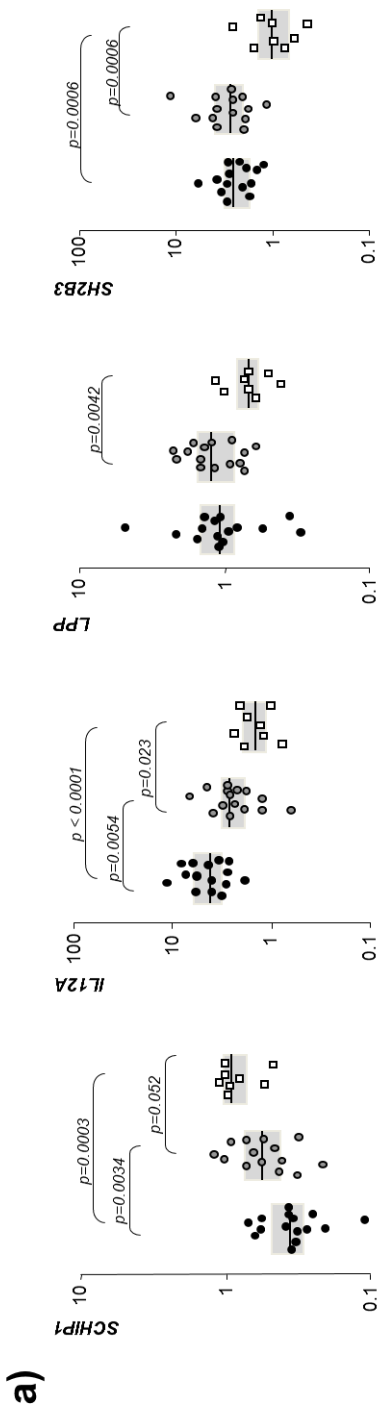 a)
SCHIP1
10
1
0.1
p=0.0003
p=0.0034
p=0.052
IL12A
100
10
1
0.1
p < 0.0001
p=0.0054
p=0.023
LPP
10
1
0.1
p=0.0042
SH2B3
100
10
1
0.1
p=0.0006
p=0.0006